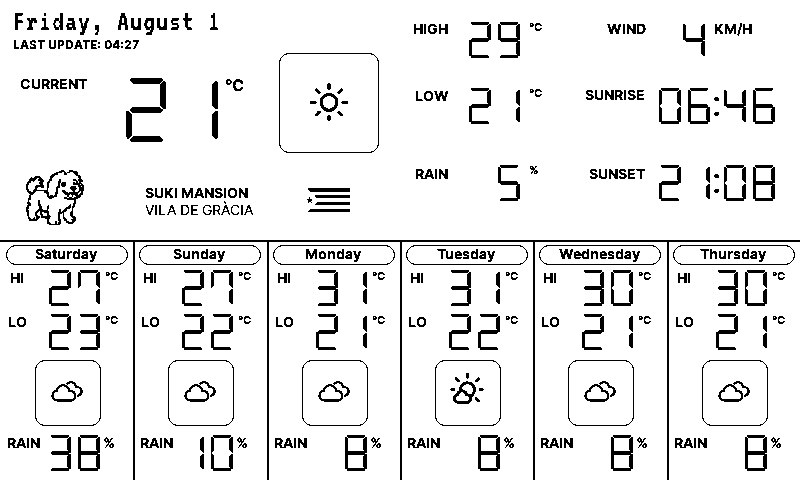 Friday, August 1
LAST UPDATE: 04:27
CURRENT 21 °C
HIGH 29 °C
WIND 4 KM/H
LOW 21 °C
SUNRISE 06:46
RAIN 5 %
SUNSET 21:08
SUKI MANSION
VILA DE GRÀCIA
Saturday
HI 27 °C
LO 23 °C
RAIN 38 %
Sunday
HI 27 °C
LO 22 °C
RAIN 10 %
Monday
HI 31 °C
LO 21 °C
RAIN 8 %
Tuesday
HI 31 °C
LO 22 °C
RAIN 8 %
Wednesday
HI 30 °C
LO 21 °C
RAIN 8 %
Thursday
HI 30 °C
LO 21 °C
RAIN 8 %